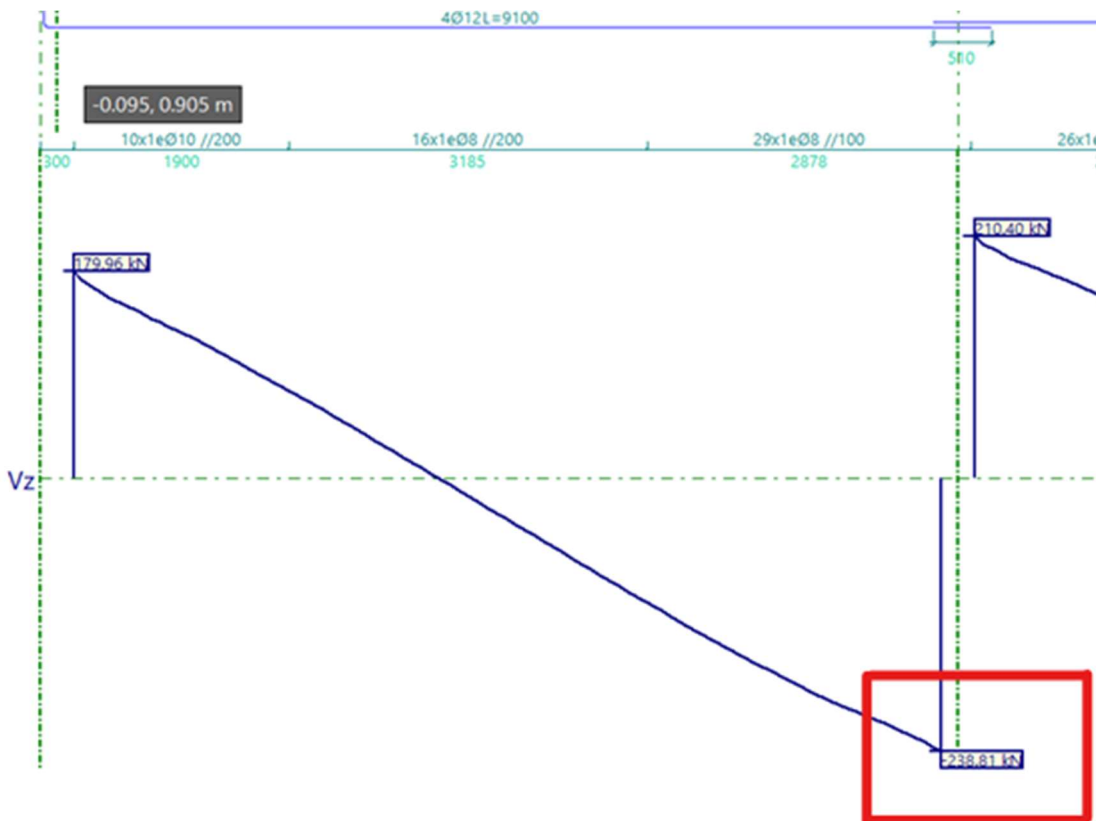 4Ø12L=9100
510
-0.095, 0.905 m
10x1eØ10 //200 16x1eØ8 //200 29x1eØ8 //100 26x1e
300 1900 3185 2878
210.40 kN
179.96 kN
Vz
-238.81 kN